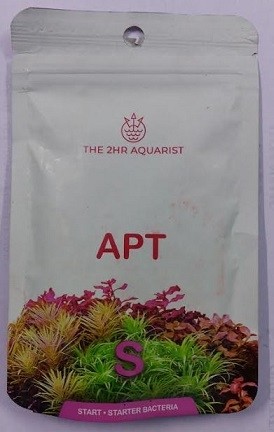 THE 2HR AQUARIST
APT
S
START • STARTER BACTERIA